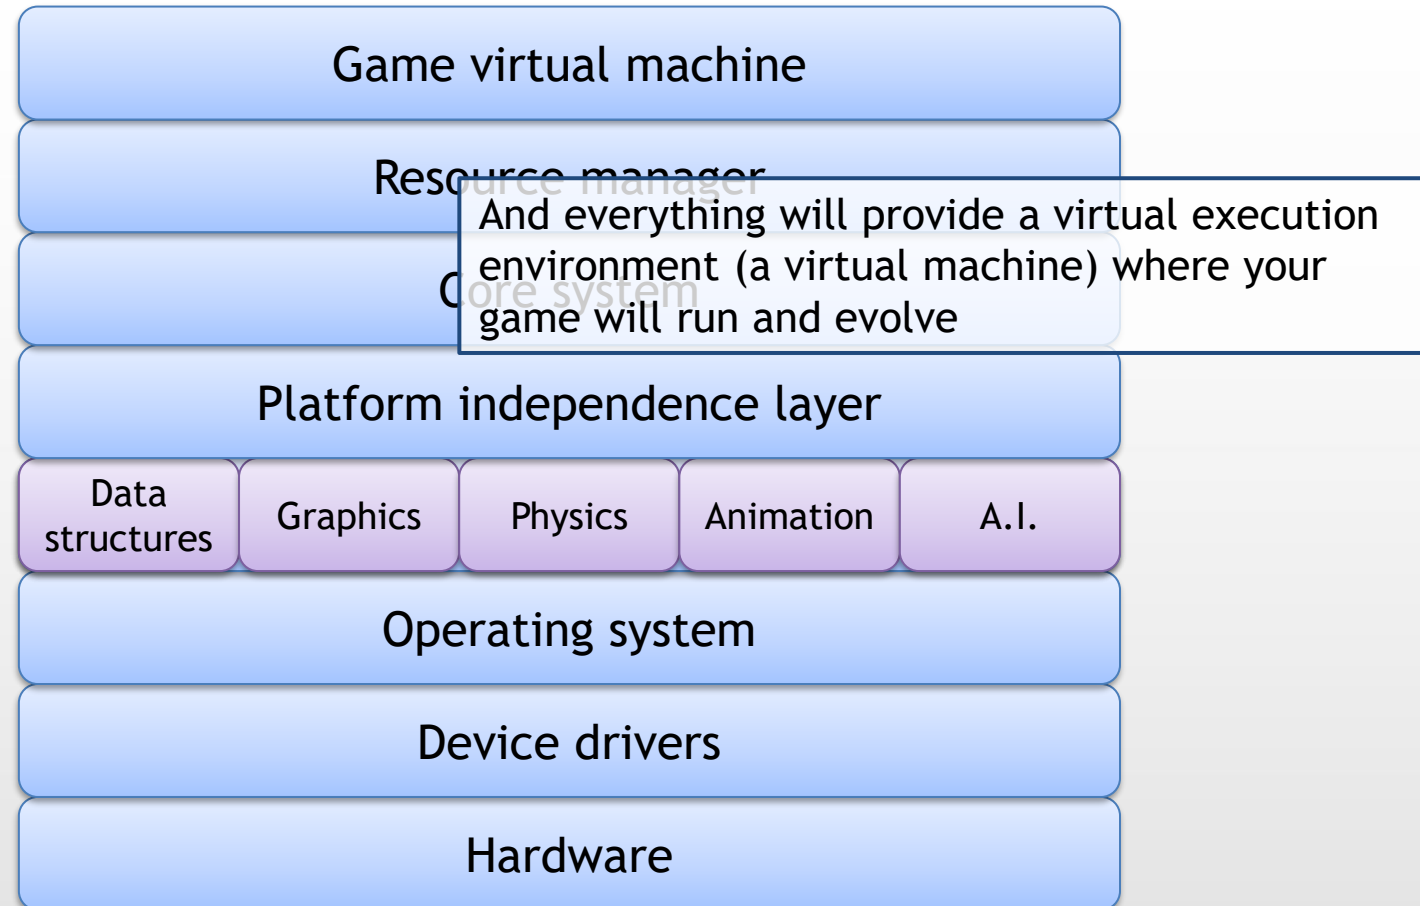 Game virtual machine
Resource manager
And everything will provide a virtual execution
environment (a virtual machine) where your
game will run and evolve
Core system
Platform independence layer
Data
structures
Graphics
Physics
Animation
A.I.
Operating system
Device drivers
Hardware